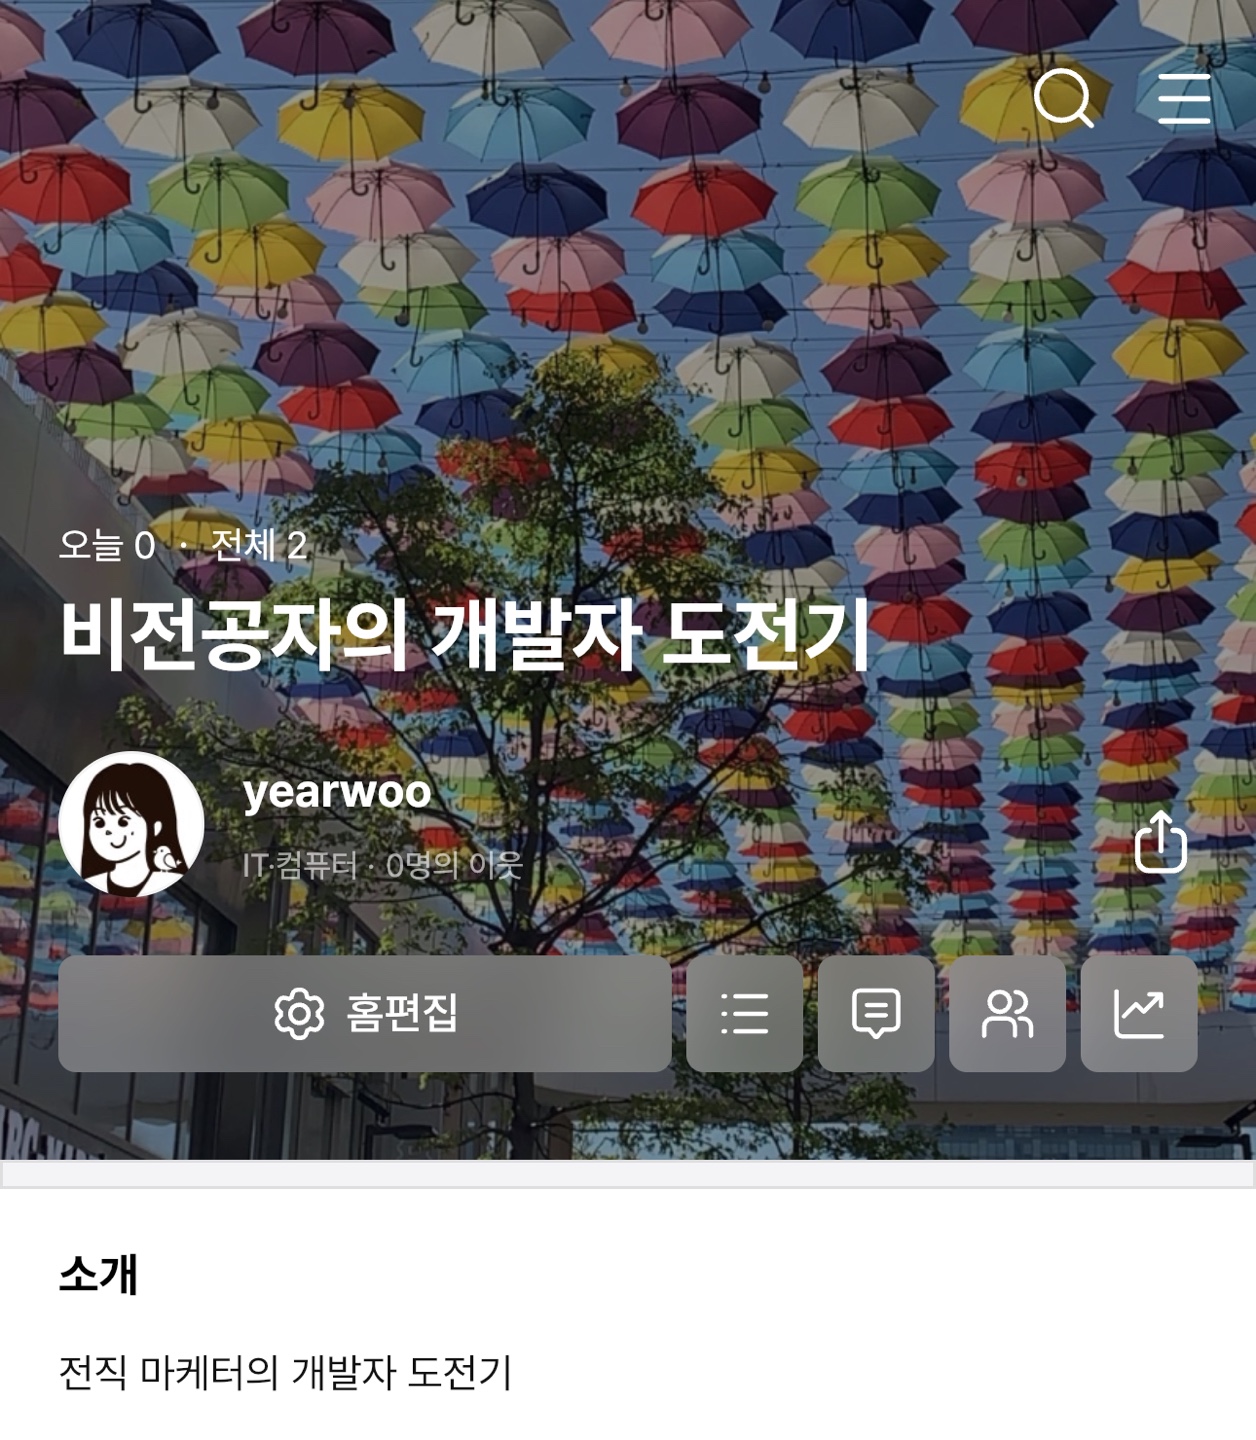 오늘 0 · 전체 2
비전공자의 개발자 도전기
yearwoo
IT·컴퓨터 · 0명의 이웃
홈편집
소개
전직 마케터의 개발자 도전기